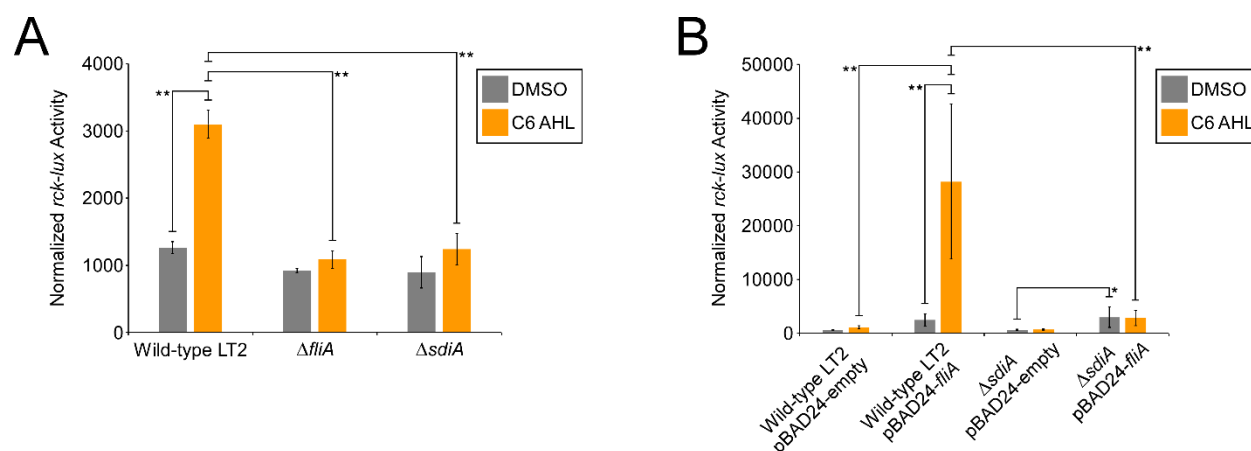 A
Normalized rck-lux Activity
4000
3000
2000
1000
0
**
**
**
DMSO
C6 AHL
Wild-type LT2
ΔfliA
ΔsdiA
B
Normalized rck-lux Activity
50000
40000
30000
20000
10000
0
**
**
**
*
DMSO
C6 AHL
Wild-type LT2
pBAD24-empty
Wild-type LT2
pBAD24-fliA
ΔsdiA
pBAD24-empty
ΔsdiA
pBAD24-fliA